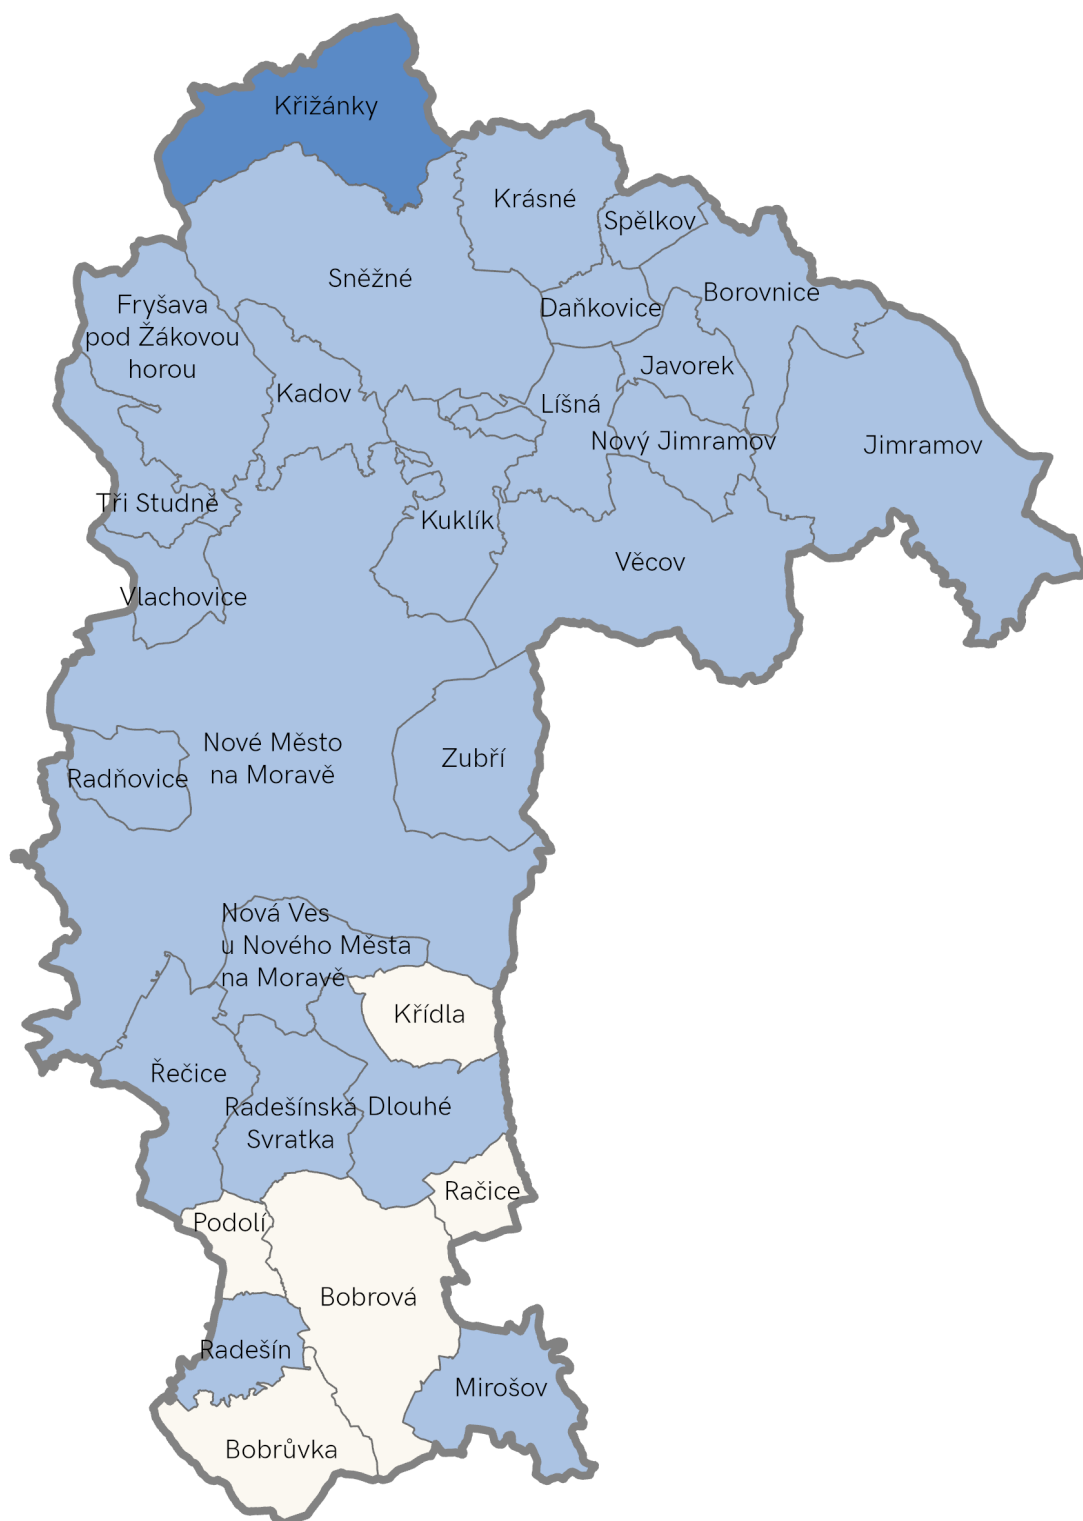 Křižánky
Krásné
Spělkov
Sněžné
Borovnice
Fryšava
pod Žákovou
horou
Daňkovice
Javorek
Kadov
Líšná
Nový Jimramov
Jimramov
Tři Studně
Kuklík
Věcov
Vlachovice
Nové Město
na Moravě
Zubří
Radňovice
Nová Ves
u Nového Města
na Moravě
Křídla
Řečice
Radešínská
Svratka
Dlouhé
Račice
Podolí
Bobrová
Radešín
Mirošov
Bobrůvka